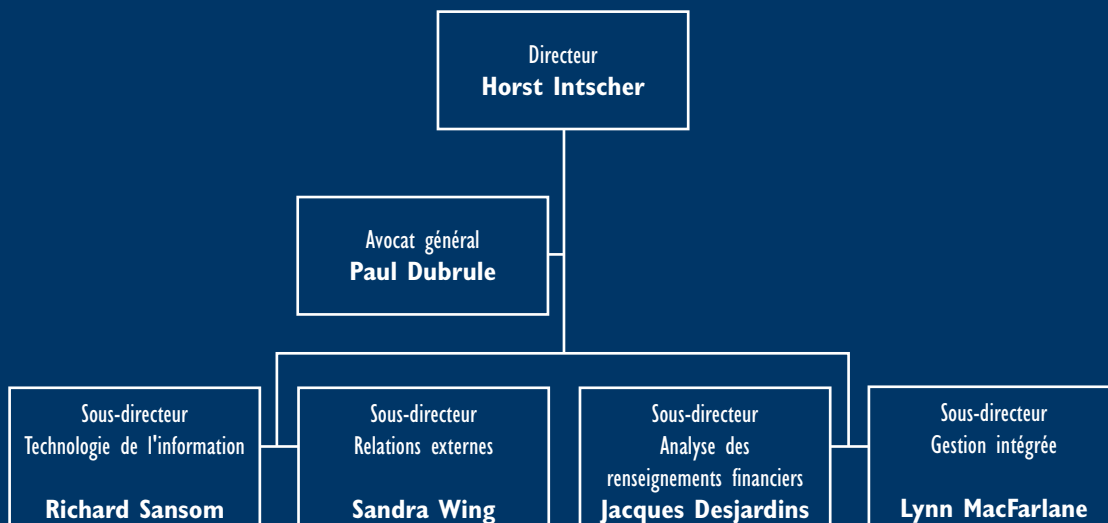 Directeur
Horst Intscher
Avocat général
Paul Dubrule
Sous-directeur
Technologie de l'information
Richard Sansom
Sous-directeur
Relations externes
Sandra Wing
Sous-directeur
Analyse des
renseignements financiers
Jacques Desjardins
Sous-directeur
Gestion intégrée
Lynn MacFarlane